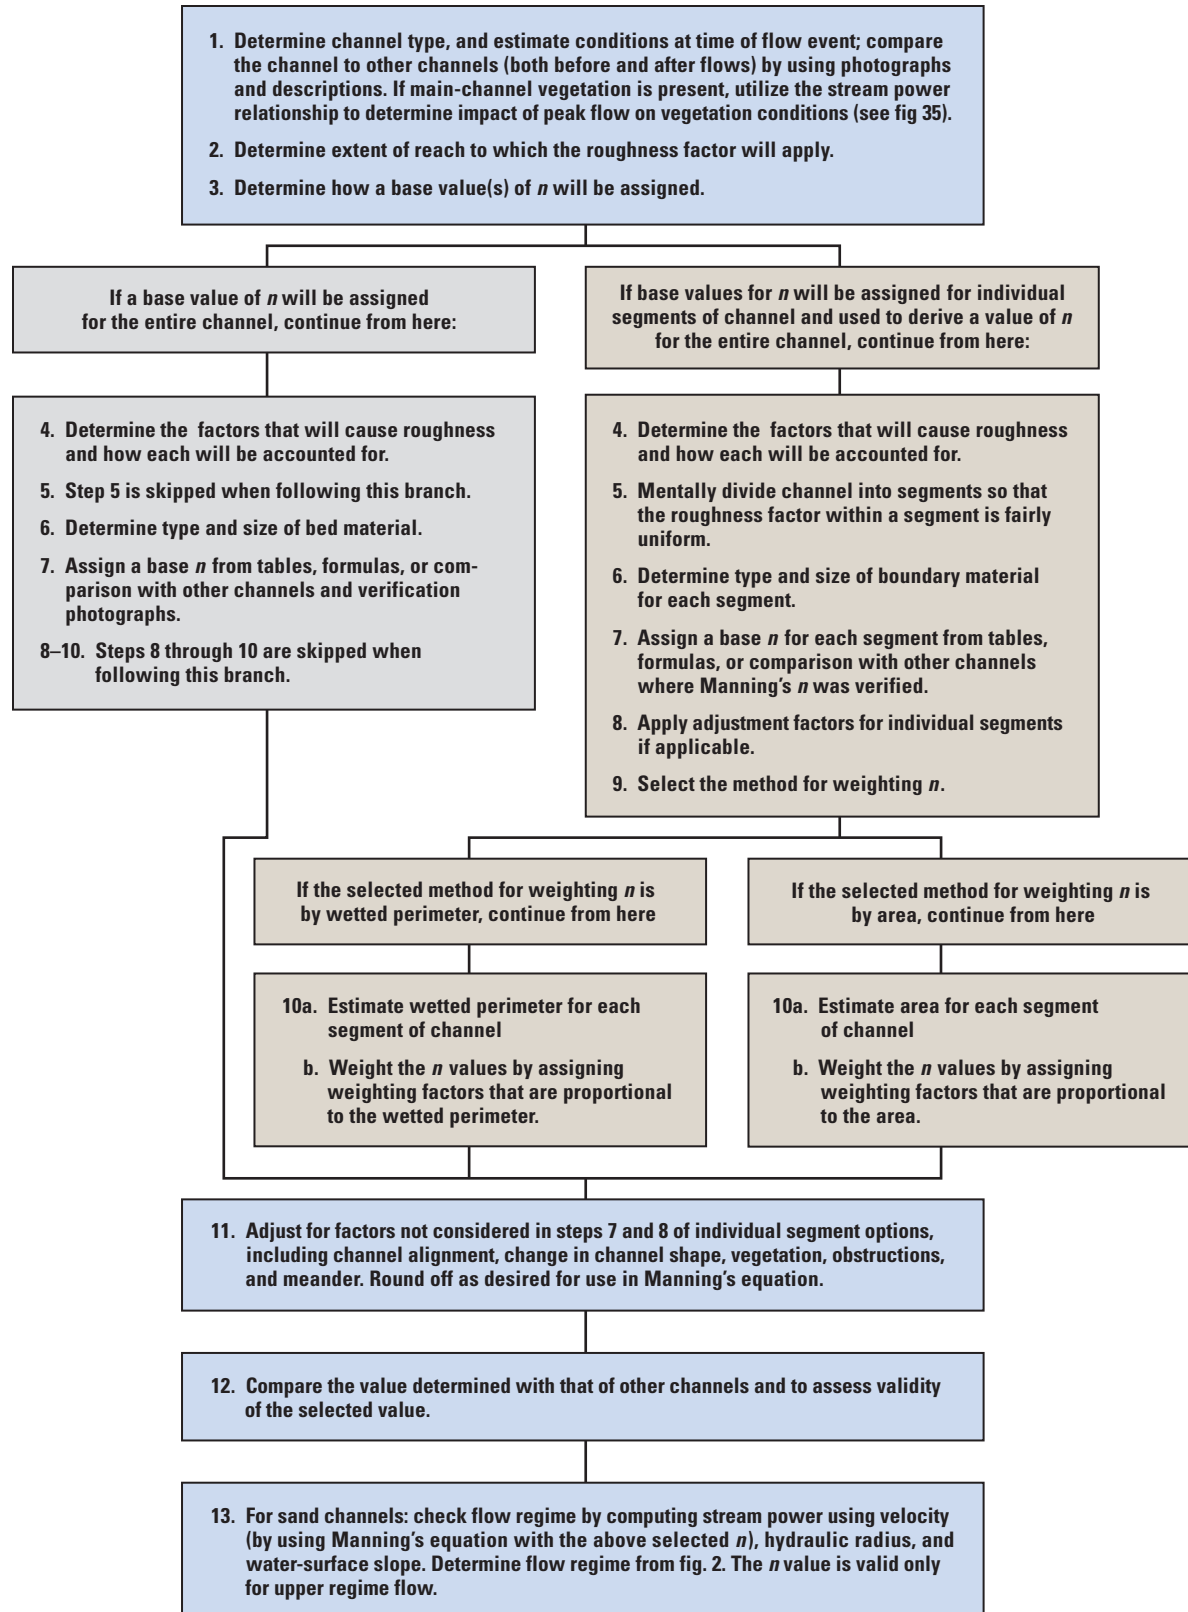 1. Determine channel type, and estimate conditions at time of flow event; compare
the channel to other channels (both before and after flows) by using photographs
and descriptions. If main-channel vegetation is present, utilize the stream power
relationship to determine impact of peak flow on vegetation conditions (see fig 35).
2. Determine extent of reach to which the roughness factor will apply.
3. Determine how a base value(s) of n will be assigned.
If a base value of n will be assigned
for the entire channel, continue from here:
If base values for n will be assigned for individual
segments of channel and used to derive a value of n
for the entire channel, continue from here:
4. Determine the factors that will cause roughness
and how each will be accounted for.
5. Step 5 is skipped when following this branch.
6. Determine type and size of bed material.
7. Assign a base n from tables, formulas, or com-
parison with other channels and verification
photographs.
8–10. Steps 8 through 10 are skipped when
following this branch.
4. Determine the factors that will cause roughness
and how each will be accounted for.
5. Mentally divide channel into segments so that
the roughness factor within a segment is fairly
uniform.
6. Determine type and size of boundary material
for each segment.
7. Assign a base n for each segment from tables,
formulas, or comparison with other channels
where Manning's n was verified.
8. Apply adjustment factors for individual segments
if applicable.
9. Select the method for weighting n.
If the selected method for weighting n is
by wetted perimeter, continue from here
If the selected method for weighting n is
by area, continue from here
10a. Estimate wetted perimeter for each
segment of channel
b. Weight the n values by assigning
weighting factors that are proportional
to the wetted perimeter.
10a. Estimate area for each segment
of channel
b. Weight the n values by assigning
weighting factors that are proportional
to the area.
11. Adjust for factors not considered in steps 7 and 8 of individual segment options,
including channel alignment, change in channel shape, vegetation, obstructions,
and meander. Round off as desired for use in Manning's equation.
12. Compare the value determined with that of other channels and to assess validity
of the selected value.
13. For sand channels: check flow regime by computing stream power using velocity
(by using Manning's equation with the above selected n), hydraulic radius, and
water-surface slope. Determine flow regime from fig. 2. The n value is valid only
for upper regime flow.